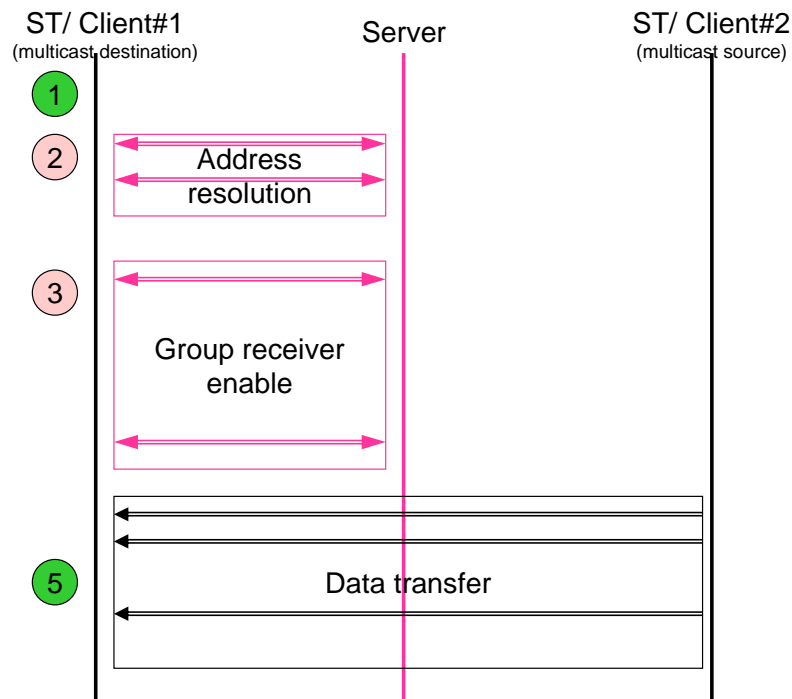 ST/ Client#1
(multicast destination)
Server
ST/ Client#2
(multicast source)
1
2
Address
resolution
3
Group receiver
enable
5
Data transfer